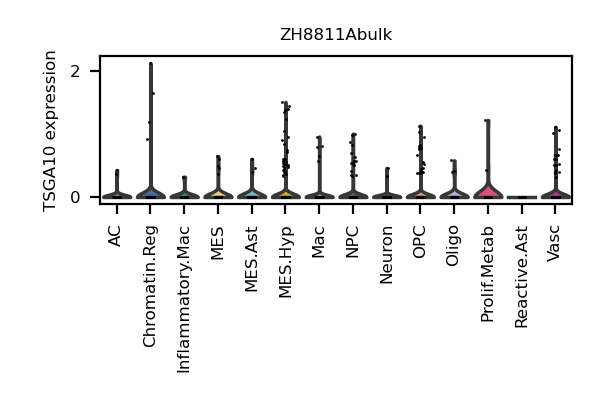 ZH8811Abulk
TSGA10 expression
2
0
AC
Chromatin.Reg
Inflammatory.Mac
MES
MES.Ast
MES.Hyp
Mac
NPC
Neuron
OPC
Oligo
Prolif.Metab
Reactive.Ast
Vasc